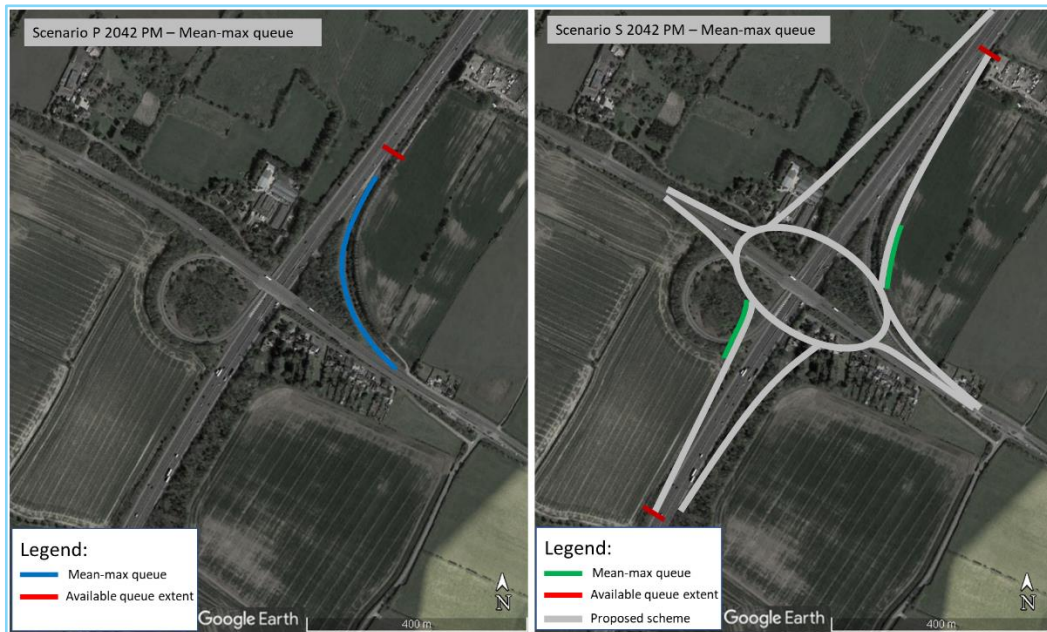 Scenario P 2042 PM – Mean-max queue
Legend:
Mean-max queue
Available queue extent
Google Earth
400 m
N
Scenario S 2042 PM – Mean-max queue
Legend:
Mean-max queue
Available queue extent
Proposed scheme
Google Earth
400 m
N